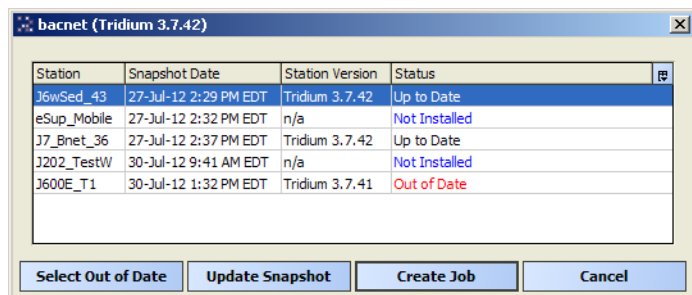 bacnet (Tridium 3.7.42)
Station Snapshot Date Station Version Status
J6wSed_43 27-Jul-12 2:29 PM EDT Tridium 3.7.42 Up to Date
eSup_Mobile 27-Jul-12 2:32 PM EDT n/a Not Installed
J7_Bnet_36 27-Jul-12 2:37 PM EDT Tridium 3.7.42 Up to Date
J202_TestW 30-Jul-12 9:41 AM EDT n/a Not Installed
J600E_T1 30-Jul-12 1:32 PM EDT Tridium 3.7.41 Out of Date
Select Out of Date Update Snapshot Create Job Cancel